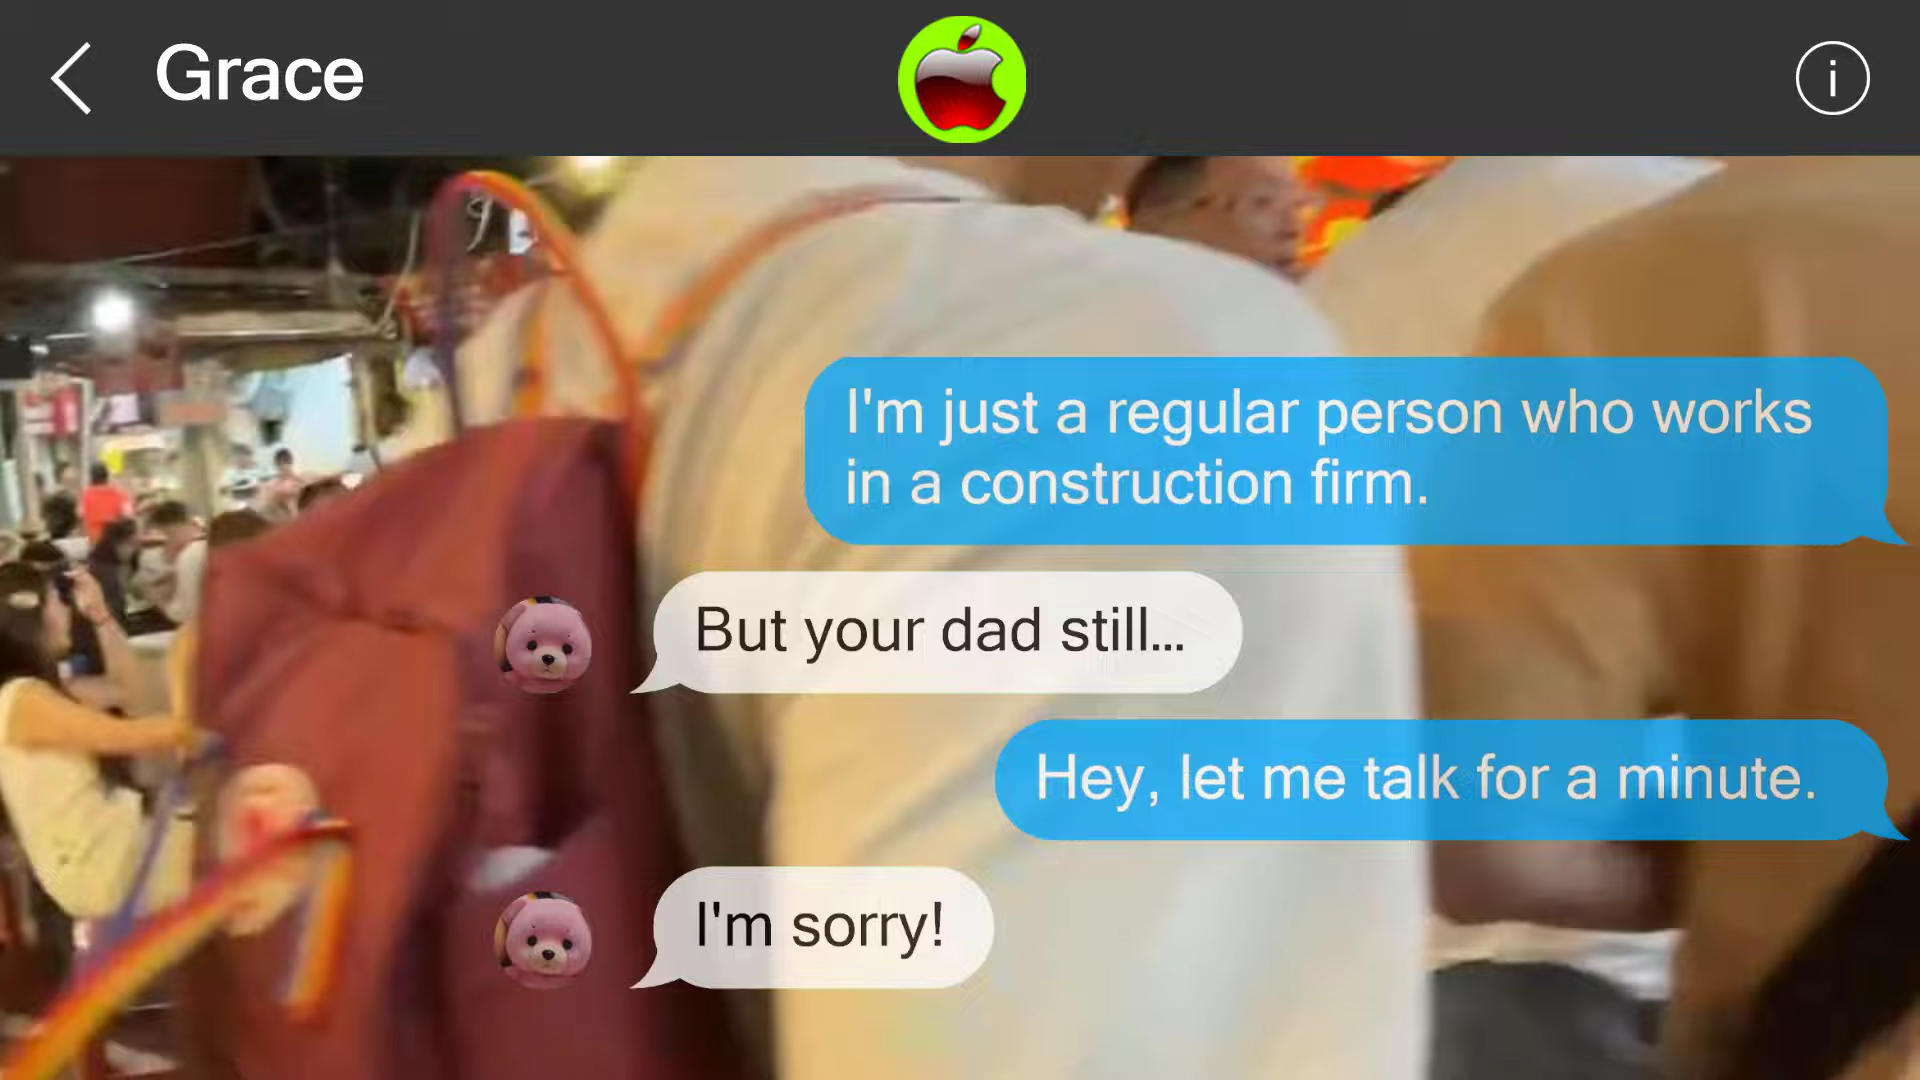 Grace
I'm just a regular person who works
in a construction firm.
But your dad still...
Hey, let me talk for a minute.
I'm sorry!